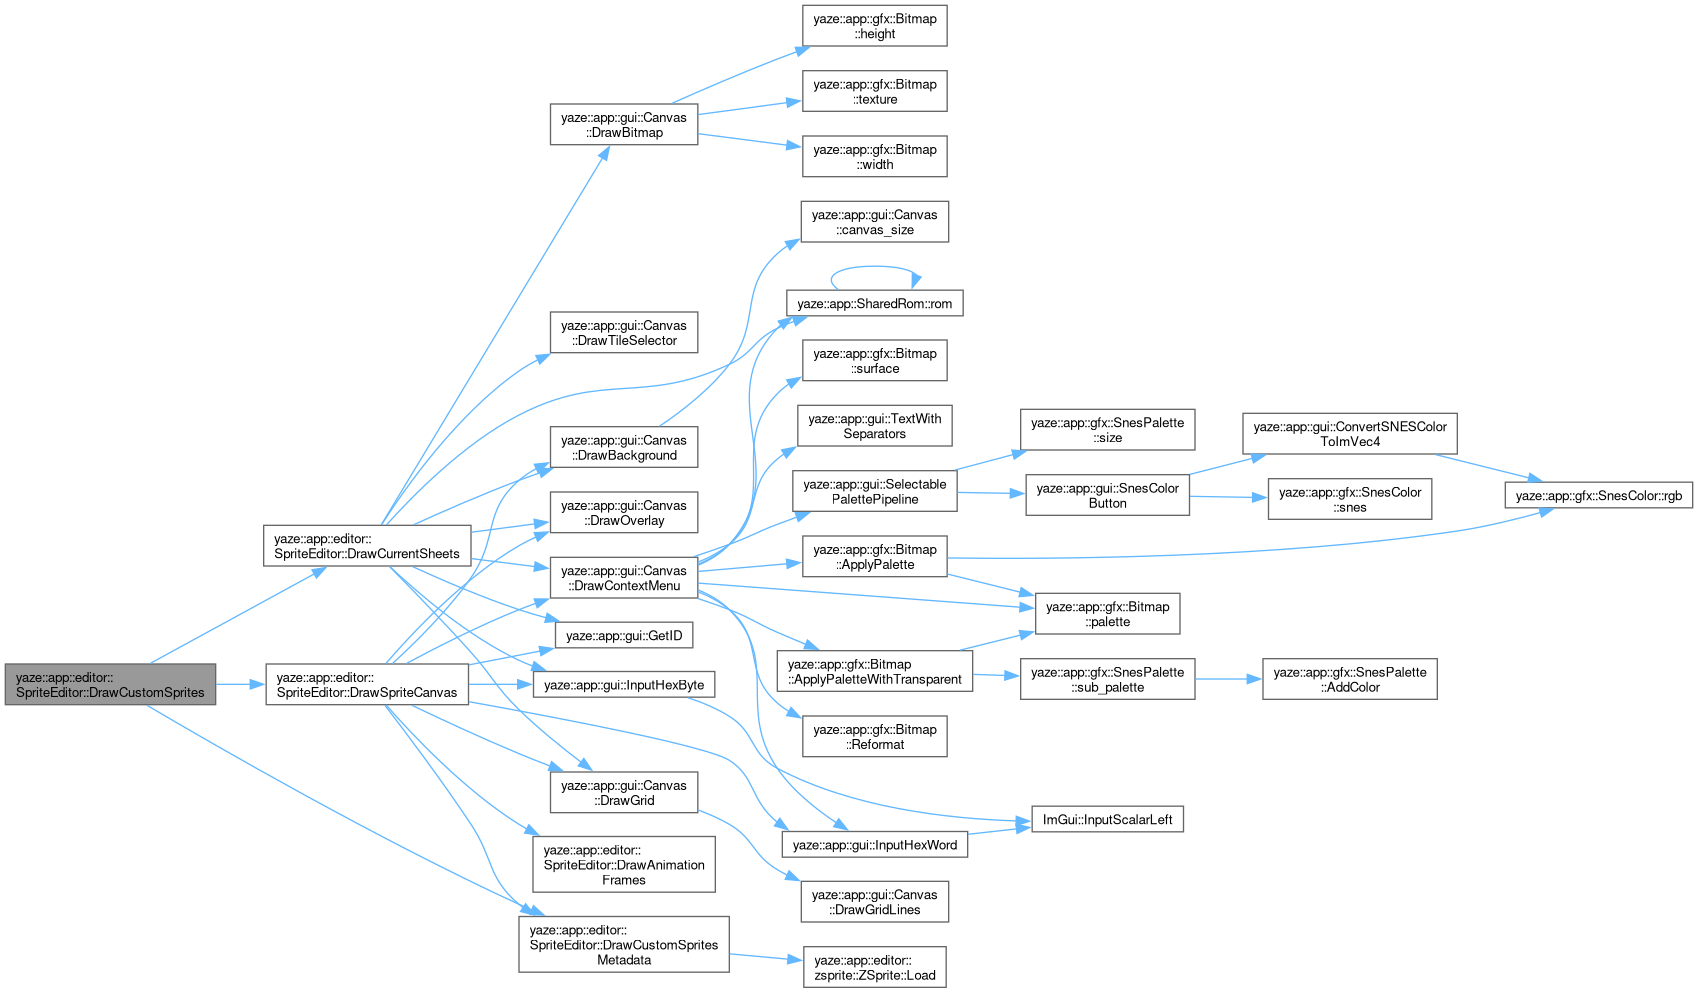 yaze::app::gfx::Bitmap
::height
yaze::app::gfx::Bitmap
::texture
yaze::app::gui::Canvas
::DrawBitmap
yaze::app::gfx::Bitmap
::width
yaze::app::gui::Canvas
::canvas_size
yaze::app::SharedRom::rom
yaze::app::gui::Canvas
::DrawTileSelector
yaze::app::gfx::Bitmap
::surface
yaze::app::gui::TextWith
Separators
yaze::app::gfx::SnesPalette
::size
yaze::app::gui::ConvertSNESColor
ToImVec4
yaze::app::gui::Canvas
::DrawBackground
yaze::app::gui::Selectable
PalettePipeline
yaze::app::gui::SnesColor
Button
yaze::app::gfx::SnesColor
::snes
yaze::app::gfx::SnesColor::rgb
yaze::app::gui::Canvas
::DrawOverlay
yaze::app::editor::
SpriteEditor::DrawCurrentSheets
yaze::app::gui::Canvas
::DrawContextMenu
yaze::app::gfx::Bitmap
::ApplyPalette
yaze::app::gfx::Bitmap
::palette
yaze::app::gui::GetID
yaze::app::editor::
SpriteEditor::DrawCustomSprites
yaze::app::editor::
SpriteEditor::DrawSpriteCanvas
yaze::app::gui::InputHexByte
yaze::app::gfx::Bitmap
::ApplyPaletteWithTransparent
yaze::app::gfx::SnesPalette
::sub_palette
yaze::app::gfx::SnesPalette
::AddColor
yaze::app::gfx::Bitmap
::Reformat
yaze::app::gui::Canvas
::DrawGrid
ImGui::InputScalarLeft
yaze::app::gui::InputHexWord
yaze::app::editor::
SpriteEditor::DrawAnimation
Frames
yaze::app::gui::Canvas
::DrawGridLines
yaze::app::editor::
SpriteEditor::DrawCustomSprites
Metadata
yaze::app::editor::
zsprite::ZSprite::Load